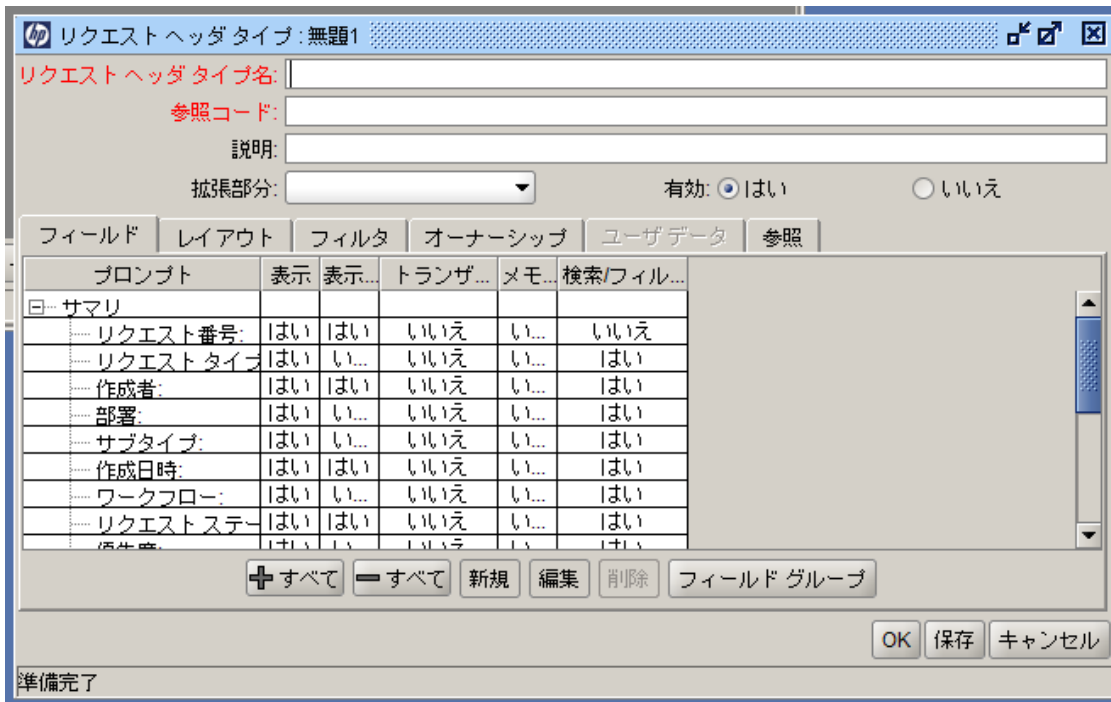 hp リクエスト ヘッダ タイプ : 無題1
リクエスト ヘッダ タイプ名:
参照コード:
説明:
拡張部分: 有効: はい いいえ
フィールド レイアウト フィルタ オーナーシップ ユーザ データ 参照
プロンプト 表示 表示... トランザ... メモ... 検索/フィル...
サマリ
リクエスト番号: はい はい いいえ い... いいえ
リクエスト タイプ はい い... いいえ い... はい
作成者: はい はい いいえ い... はい
部署: はい い... いいえ い... はい
サブタイプ: はい い... いいえ い... はい
作成日時: はい はい いいえ い... はい
ワークフロー: はい い... いいえ い... はい
リクエスト ステー はい はい いいえ い... はい
すべて すべて 新規 編集 削除 フィールド グループ
OK 保存 キャンセル
準備完了